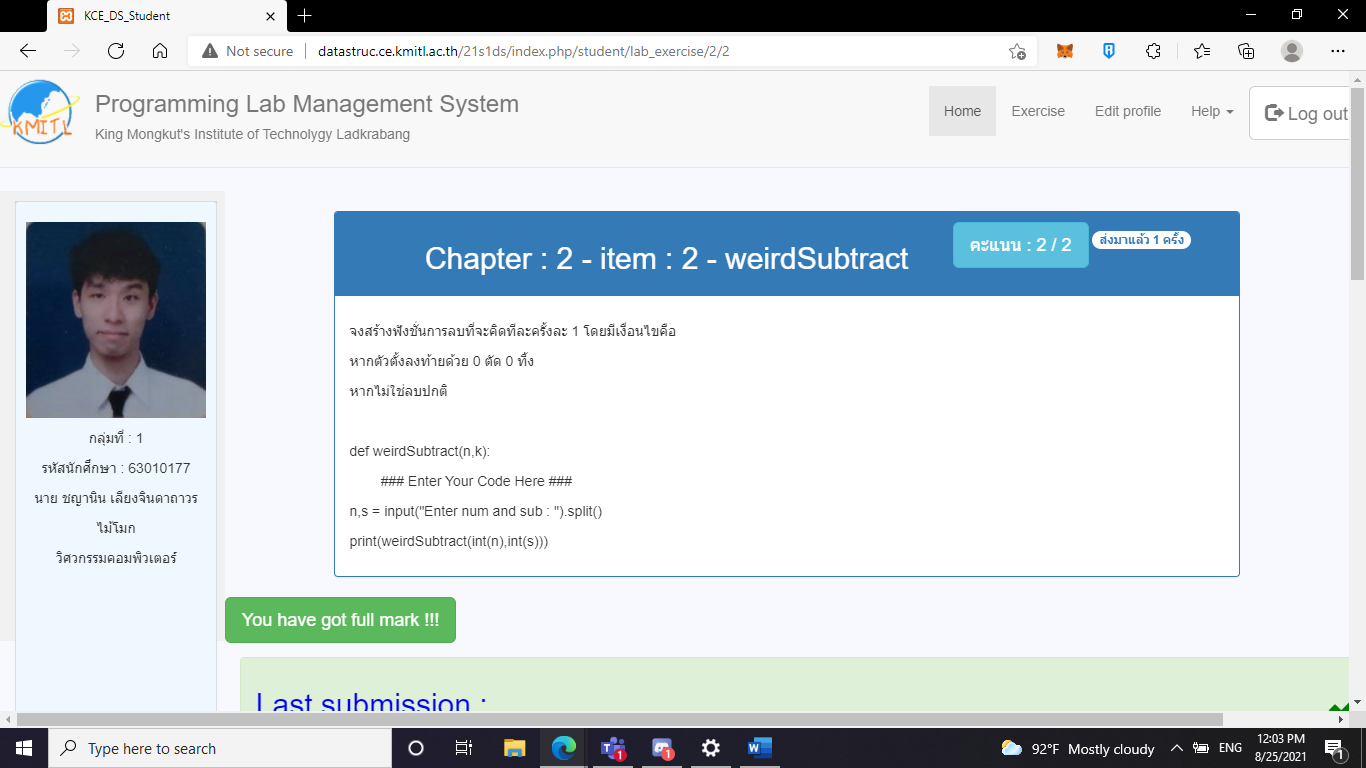 KCE_DS_Student
Not secure
datastruc.ce.kmitl.ac.th/21s1ds/index.php/student/lab_exercise/2/2
KMITL
Programming Lab Management System
King Mongkut's Institute of Technolygy Ladkrabang
Home
Exercise
Edit profile
Help
Log out
กลุ่มที่ : 1
รหัสนักศึกษา : 63010177
นาย ชญานิน เลียงจินดาถาวร
ไม้โมก
วิศวกรรมคอมพิวเตอร์
Chapter : 2 - item : 2 - weirdSubtract
คะแนน : 2 / 2
ส่งมาแล้ว 1 ครั้ง
จงสร้างฟังชั่นการลบที่จะคิดทีละครั้งละ 1 โดยมีเงื่อนไขคือ
หากตัวตั้งลงท้ายด้วย 0 ตัด 0 ทิ้ง
หากไม่ใช่ลบปกติ
def weirdSubtract(n,k):
### Enter Your Code Here ###
n,s = input("Enter num and sub : ").split()
print(weirdSubtract(int(n),int(s)))
You have got full mark !!!
Last submission :
Type here to search
1
1
92°F Mostly cloudy
ENG
12:03 PM
8/25/2021
1